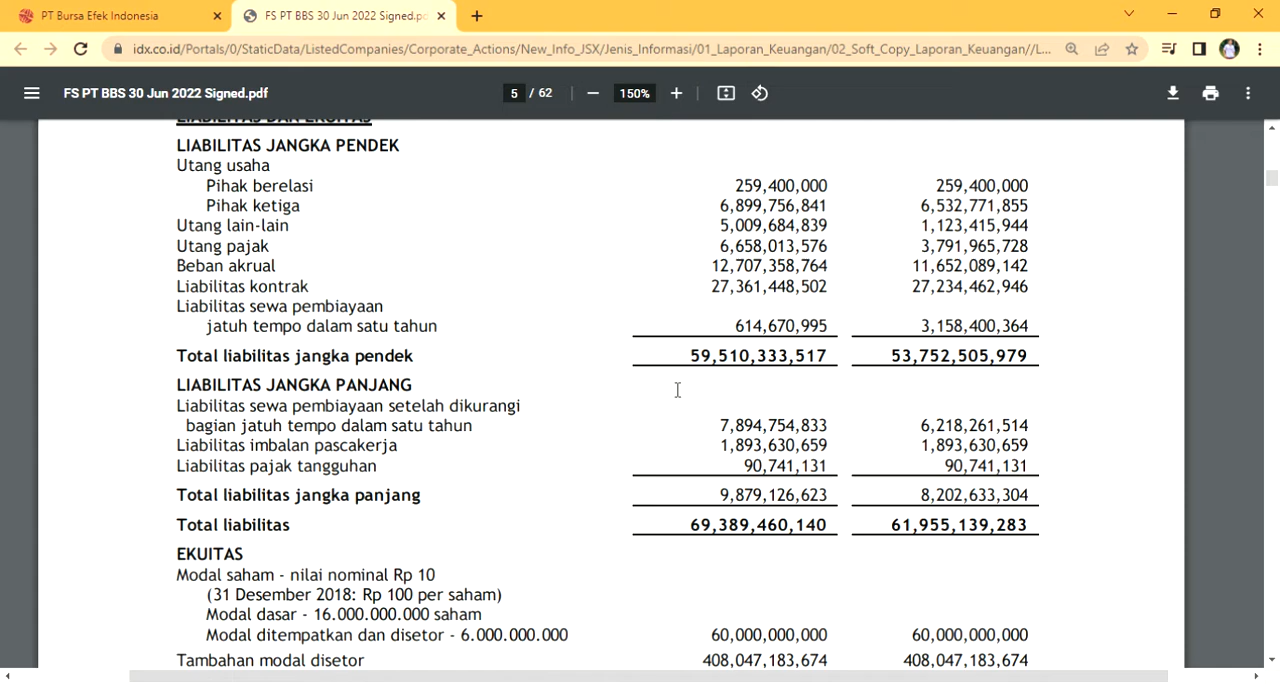 PT Bursa Efek Indonesia
FS PT BBS 30 Jun 2022 Signed.pd
idx.co.id/Portals/0/StaticData/ListedCompanies/Corporate_Actions/New_Info_JSX/Jenis_Informasi/01_Laporan_Keuangan/02_Soft_Copy_Laporan_Keuangan//L...
FS PT BBS 30 Jun 2022 Signed.pdf 5 / 62 150%
LIABILITAS DAN EKUITAS
LIABILITAS JANGKA PENDEK
Utang usaha
Pihak berelasi 259,400,000 259,400,000
Pihak ketiga 6,899,756,841 6,532,771,855
Utang lain-lain 5,009,684,839 1,123,415,944
Utang pajak 6,658,013,576 3,791,965,728
Beban akrual 12,707,358,764 11,652,089,142
Liabilitas kontrak 27,361,448,502 27,234,462,946
Liabilitas sewa pembiayaan
jatuh tempo dalam satu tahun 614,670,995 3,158,400,364
Total liabilitas jangka pendek 59,510,333,517 53,752,505,979
LIABILITAS JANGKA PANJANG
Liabilitas sewa pembiayaan setelah dikurangi
bagian jatuh tempo dalam satu tahun 7,894,754,833 6,218,261,514
Liabilitas imbalan pascakerja 1,893,630,659 1,893,630,659
Liabilitas pajak tangguhan 90,741,131 90,741,131
Total liabilitas jangka panjang 9,879,126,623 8,202,633,304
Total liabilitas 69,389,460,140 61,955,139,283
EKUITAS
Modal saham - nilai nominal Rp 10
(31 Desember 2018: Rp 100 per saham)
Modal dasar - 16.000.000.000 saham
Modal ditempatkan dan disetor - 6.000.000.000 60,000,000,000 60,000,000,000
Tambahan modal disetor 408,047,183,674 408,047,183,674